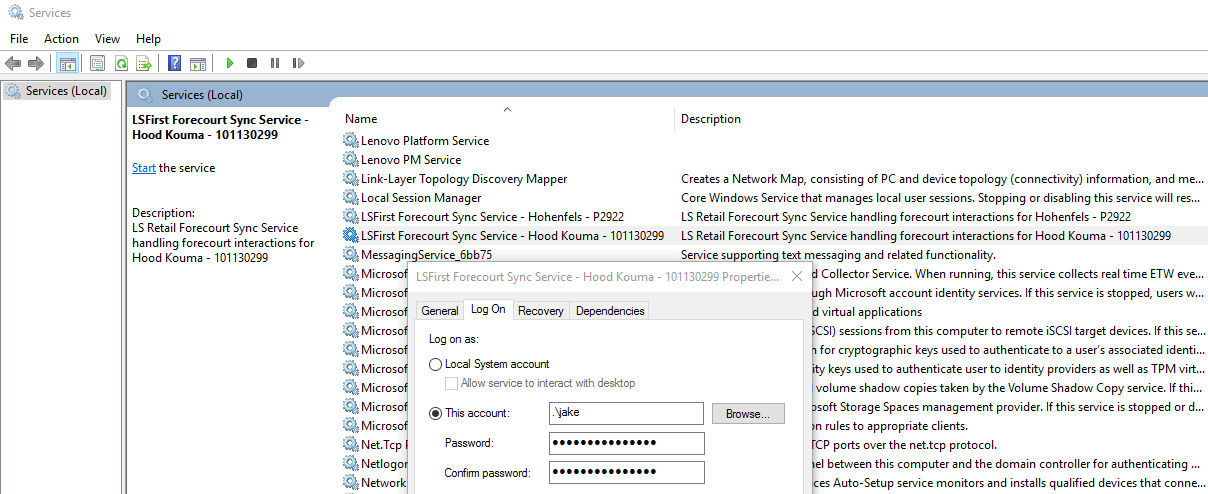 Services
File Action View Help
Services (Local)
Services (Local)
LSFirst Forecourt Sync Service -
Hood Kouma - 101130299
Start the service
Description:
LS Retail Forecourt Sync Service
handling forecourt interactions for
Hood Kouma - 101130299
Name Description
Lenovo Platform Service
Lenovo PM Service
Link-Layer Topology Discovery Mapper Creates a Network Map, consisting of PC and device topology (connectivity) information, and me...
Local Session Manager Core Windows Service that manages local user sessions. Stopping or disabling this service will res...
LSFirst Forecourt Sync Service - Hohenfels - P2922 LS Retail Forecourt Sync Service handling forecourt interactions for Hohenfels - P2922
LSFirst Forecourt Sync Service - Hood Kouma - 101130299 LS Retail Forecourt Sync Service handling forecourt interactions for Hood Kouma - 101130299
MessagingService_6bb75 Service supporting text messaging and related functionality.
Microsof d Collector Service. When running, this service collects real time ETW eve...
Microsof ugh Microsoft account identity services. If this service is stopped, users w...
Microsof d virtual applications
Microsof SCSI) sessions from this computer to remote iSCSI target devices. If this se...
Microsof n for cryptographic keys used to authenticate to a user's associated identi...
Microsof ity keys used to authenticate user to identity providers as well as TPM virt...
Microsof volume shadow copies taken by the Volume Shadow Copy service. If this...
Microsof osoft Storage Spaces management provider. If this service is stopped or d...
Microsof on rules to appropriate clients.
Net.Tcp P TCP ports over the net.tcp protocol.
Netlogor nel between this computer and the domain controller for authenticating ...
Network ces Auto-Setup service monitors and installs qualified devices that conne...
LSFirst Forecourt Sync Service - Hood Kouma - 101130299 Propertie...
General Log On Recovery Dependencies
Log on as:
Local System account
Allow service to interact with desktop
This account: .\jake Browse...
Password: ●●●●●●●●●●●●●●●
Confirm password: ●●●●●●●●●●●●●●●